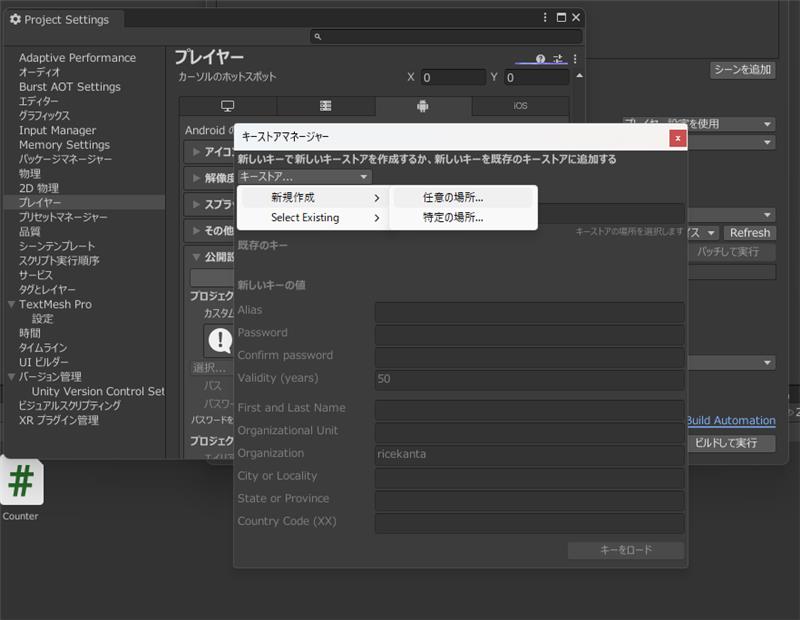 Project Settings
シーンを追加
Adaptive Performance
オーディオ
Burst AOT Settings
エディター
グラフィックス
Input Manager
Memory Settings
パッケージマネージャー
物理
2D 物理
プレイヤー
プリセットマネージャー
品質
シーンテンプレート
スクリプト実行順序
サービス
タグとレイヤー
TextMesh Pro
設定
時間
タイムライン
UI ビルダー
バージョン管理
Unity Version Control Set
ビジュアルスクリプティング
XR プラグイン管理
プレイヤー
カーソルのホットスポット
X 0 Y 0
iOS
Android の
アイコ
解像度
スプラッ
その他
公開設
プロジェク
カスタム
選択...
パス
パスワー
パスワードを
プロジェク
キーストアマネージャー
x
新しいキーで新しいキーストアを作成するか、新しいキーを既存のキーストアに追加する
キーストア...
新規作成
Select Existing
任意の場所...
特定の場所...
キーストアの場所を選択します
既存のキー
新しいキーの値
Alias
Password
Confirm password
Validity (years) 50
First and Last Name
Organizational Unit
Organization ricekanta
City or Locality
State or Province
Country Code (XX)
キーをロード
プレイヤー設定を使用
イス
Refresh
パッチして実行
Build Automation
ビルドして実行
#
Counter